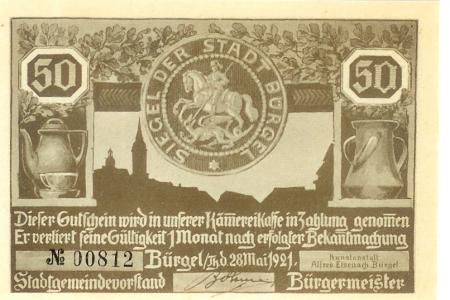 50
SIEGEL DER STADT BÜRGEL
50
Dieser Gutschein wird in unserer Kämmereikasse in Zahlung genommen
Er verliert seine Gültigkeit 1 Monat nach erfolgter Bekanntmachung
№ 00812 Bürgel/Th. d 28 Mai 1921.
Kunstanstalt
Alfred Eisenach Bürgel
Stadtgemeindevorstand Bürgermeister